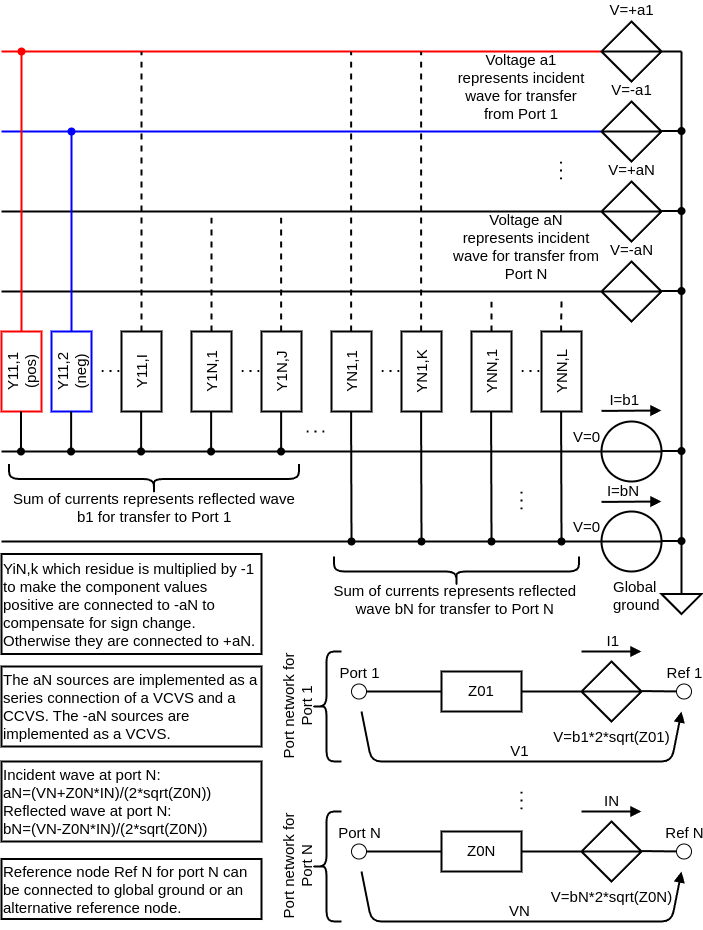 V=+a1
Voltage a1
represents incident
wave for transfer
from Port 1
V=-a1
. . .
V=+aN
Voltage aN
represents incident
wave for transfer from
Port N
V=-aN
Y11,1
(pos)
Y11,2
(neg)
. . .
Y11,I
Y1N,1
. . .
Y1N,J
YN1,1
. . .
YN1,K
YNN,1
. . .
YNN,L
I=b1
V=0
. . .
Sum of currents represents reflected wave
b1 for transfer to Port 1
. . .
I=bN
V=0
Sum of currents represents reflected
wave bN for transfer to Port N
Global
ground
YiN,k which residue is multiplied by -1
to make the component values
positive are connected to -aN to
compensate for sign change.
Otherwise they are connected to +aN.
The aN sources are implemented as a
series connection of a VCVS and a
CCVS. The -aN sources are
implemented as a VCVS.
Incident wave at port N:
aN=(VN+Z0N*IN)/(2*sqrt(Z0N))
Reflected wave at port N:
bN=(VN-Z0N*IN)/(2*sqrt(Z0N))
Reference node Ref N for port N can
be connected to global ground or an
alternative reference node.
Port network for
Port 1
Port 1
Z01
I1
Ref 1
V=b1*2*sqrt(Z01)
V1
. . .
Port network for
Port N
Port N
Z0N
IN
Ref N
V=bN*2*sqrt(Z0N)
VN